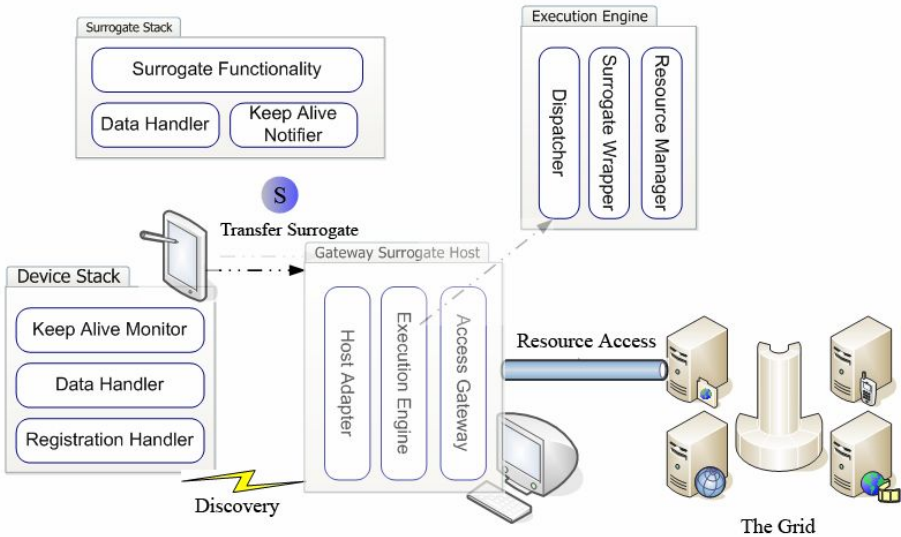 Surrogate Stack
Surrogate Functionality
Data Handler
Keep Alive
Notifier
Execution Engine
Dispatcher
Surrogate Wrapper
Resource Manager
S
Transfer Surrogate
Device Stack
Keep Alive Monitor
Data Handler
Registration Handler
Gateway Surrogate Host
Host Adapter
Execution Engine
Access Gateway
Resource Access
Discovery
The Grid